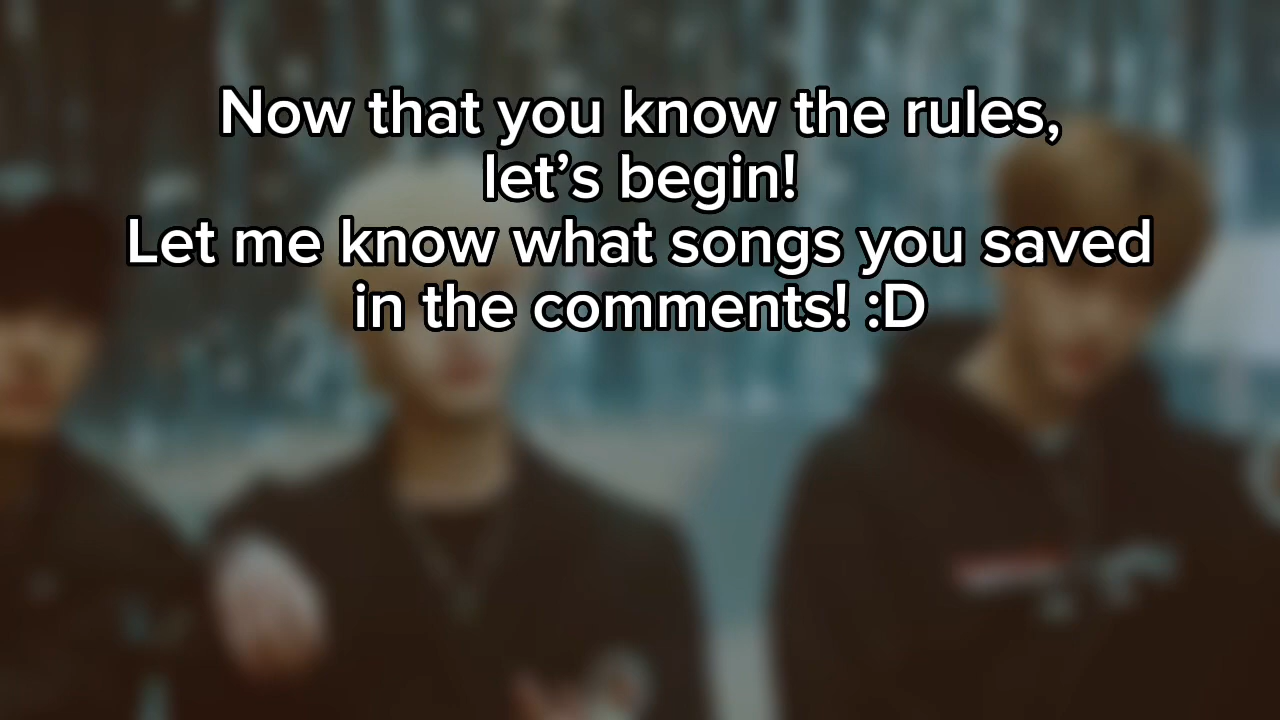 Now that you know the rules,
let’s begin!
Let me know what songs you saved
in the comments! :D